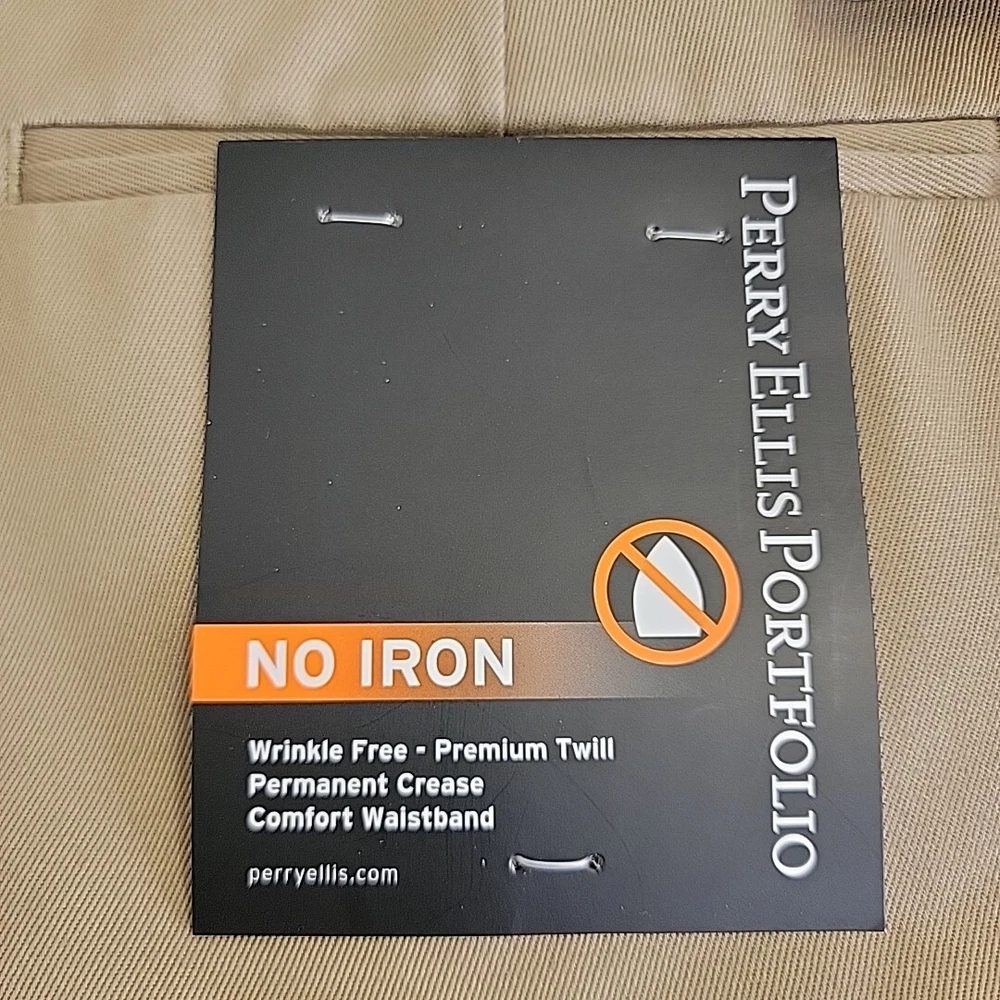 PERRY ELLIS PORTFOLIO
NO IRON
Wrinkle Free - Premium Twill
Permanent Crease
Comfort Waistband
perryellis.com